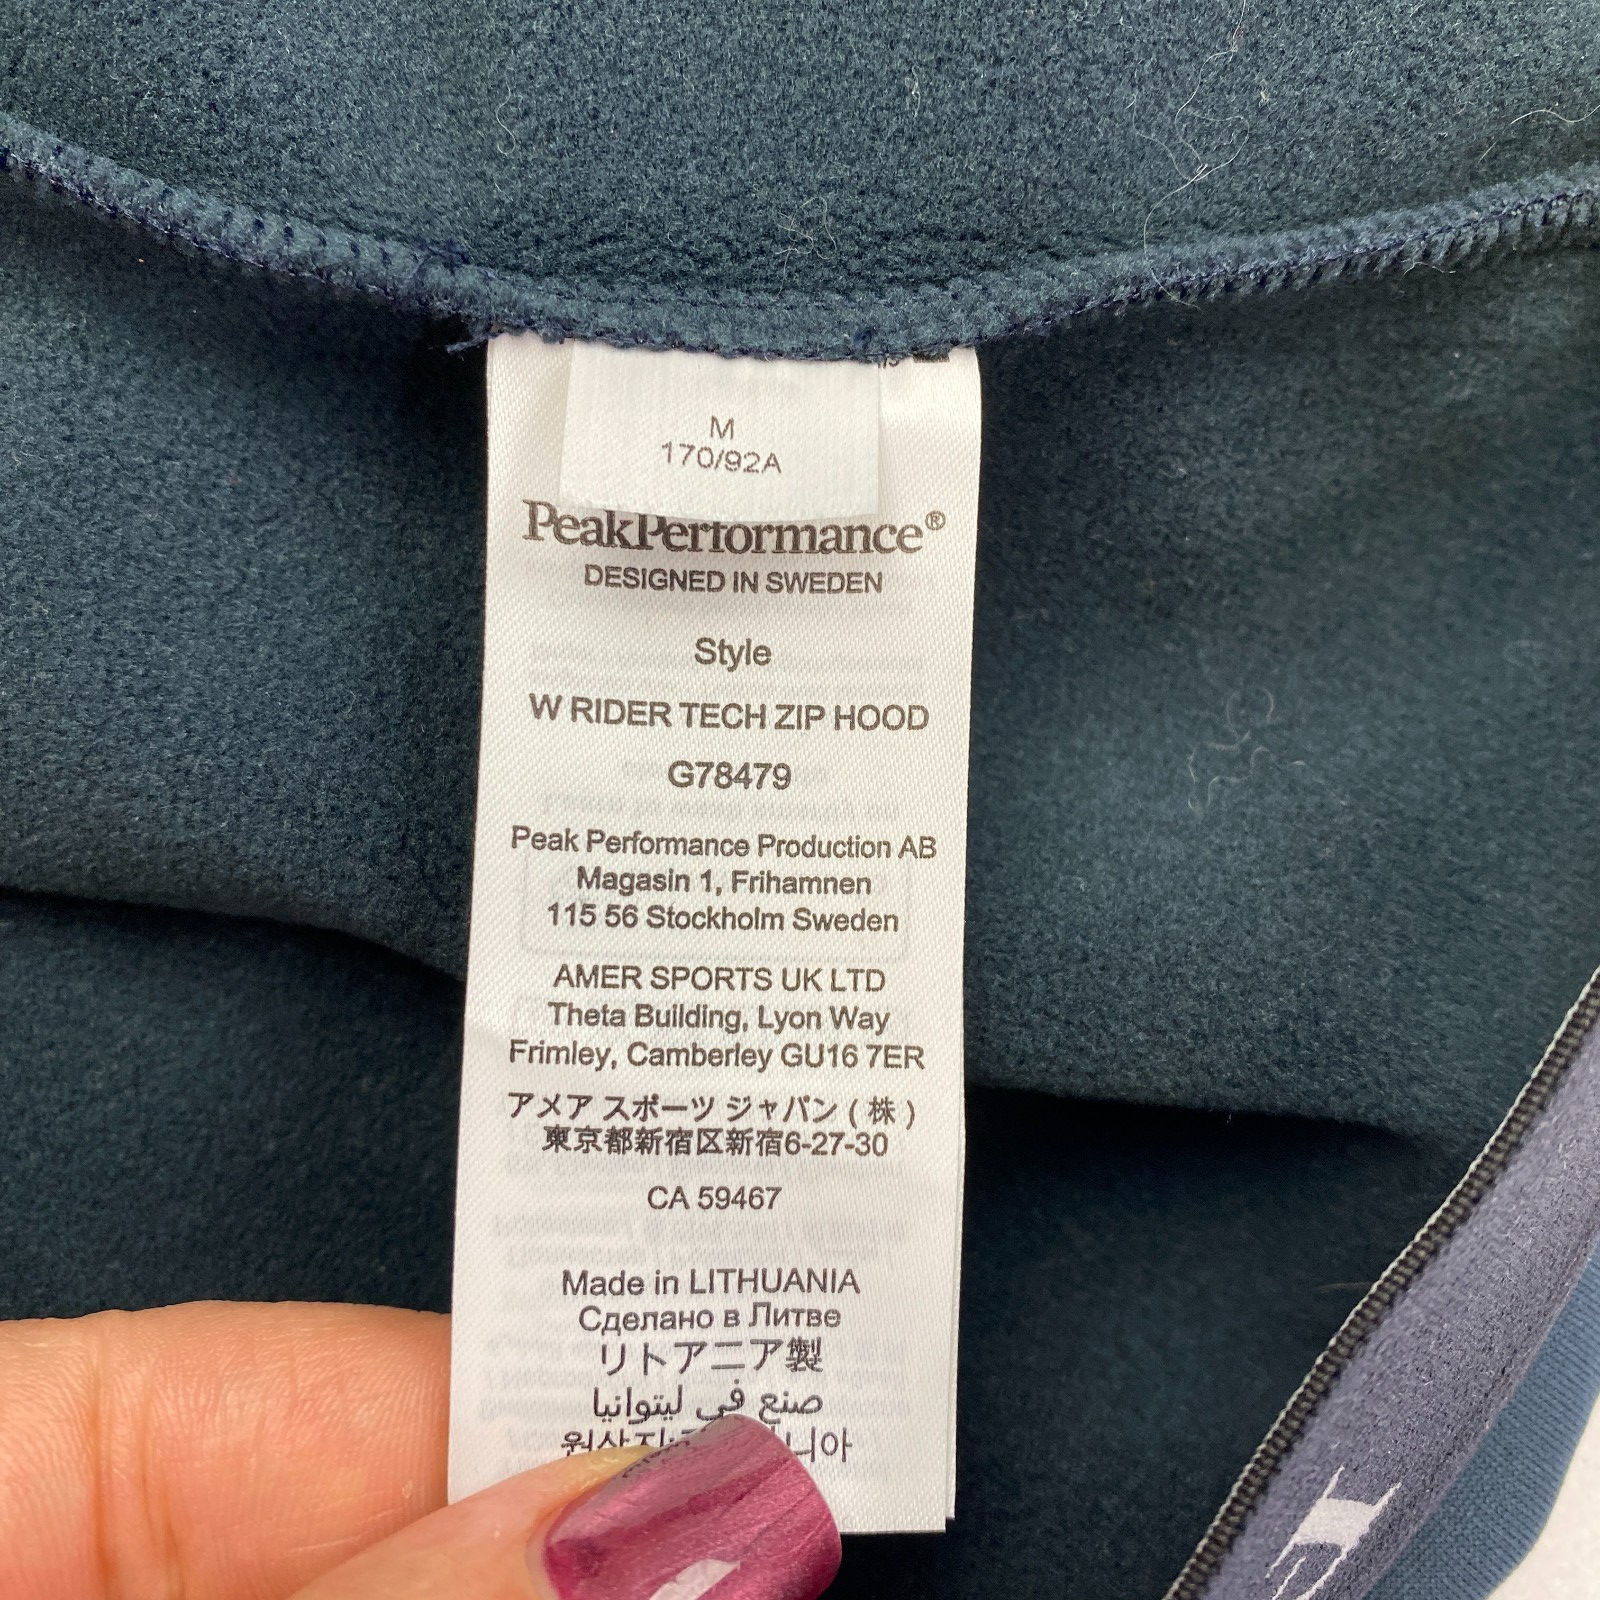 M
170/92A
PeakPerformance®
DESIGNED IN SWEDEN
Style
W RIDER TECH ZIP HOOD
G78479
Peak Performance Production AB
Magasin 1, Frihamnen
115 56 Stockholm Sweden
AMER SPORTS UK LTD
Theta Building, Lyon Way
Frimley, Camberley GU16 7ER
アメア スポーツ ジャパン ( 株 )
東京都新宿区新宿6-27-30
CA 59467
Made in LITHUANIA
Сделано в Литве
リトアニア製
صنع في ليتوانيا